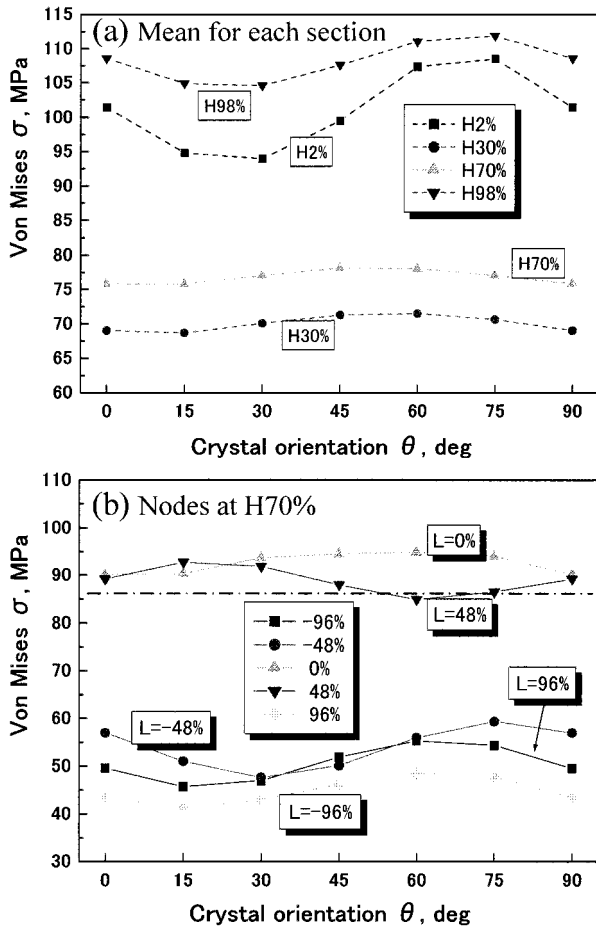 (a) Mean for each section
Von Mises σ, MPa
115
110
105
100
95
90
85
80
75
70
65
60
H98%
H2%
H2%
H30%
H70%
H98%
H70%
H30%
0 15 30 45 60 75 90
Crystal orientation θ, deg
(b) Nodes at H70%
Von Mises σ, MPa
110
100
90
80
70
60
50
40
30
L=0%
L=48%
-96%
-48%
0%
48%
96%
L=96%
L=-48%
L=-96%
0 15 30 45 60 75 90
Crystal orientation θ, deg